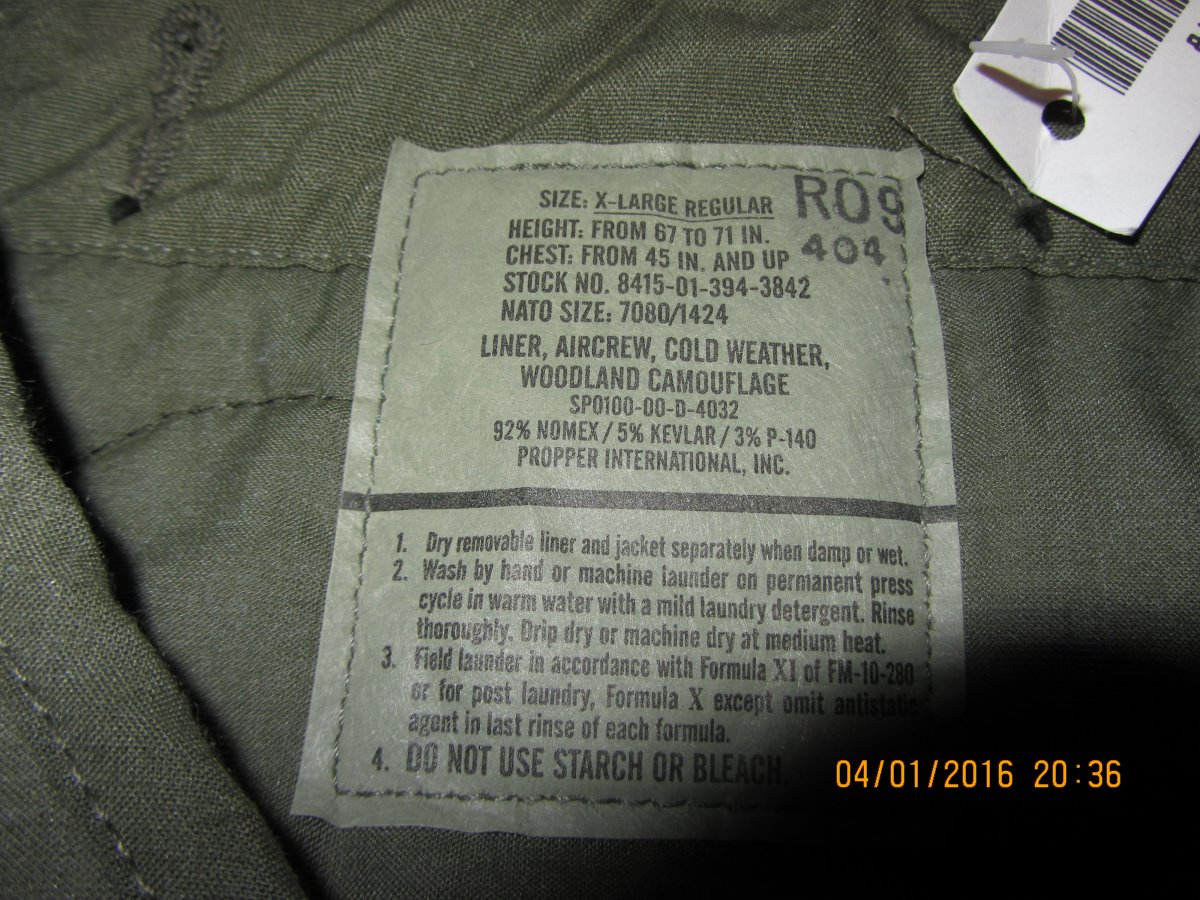 SIZE: X-LARGE REGULAR
RO9
HEIGHT: FROM 67 TO 71 IN.
CHEST: FROM 45 IN. AND UP
404
STOCK NO. 8415-01-394-3842
NATO SIZE: 7080/1424
LINER, AIRCREW, COLD WEATHER,
WOODLAND CAMOUFLAGE
SP0100-00-D-4032
92% NOMEX / 5% KEVLAR / 3% P-140
PROPPER INTERNATIONAL, INC.
1. Dry removable liner and jacket separately when damp or wet.
2. Wash by hand or machine launder on permanent press
cycle in warm water with a mild laundry detergent. Rinse
thoroughly. Drip dry or machine dry at medium heat.
3. Field launder in accordance with Formula XI of FM-10-280
or for post laundry, Formula X except omit antistatic
agent in last rinse of each formula.
4. DO NOT USE STARCH OR BLEACH.
04/01/2016 20:36